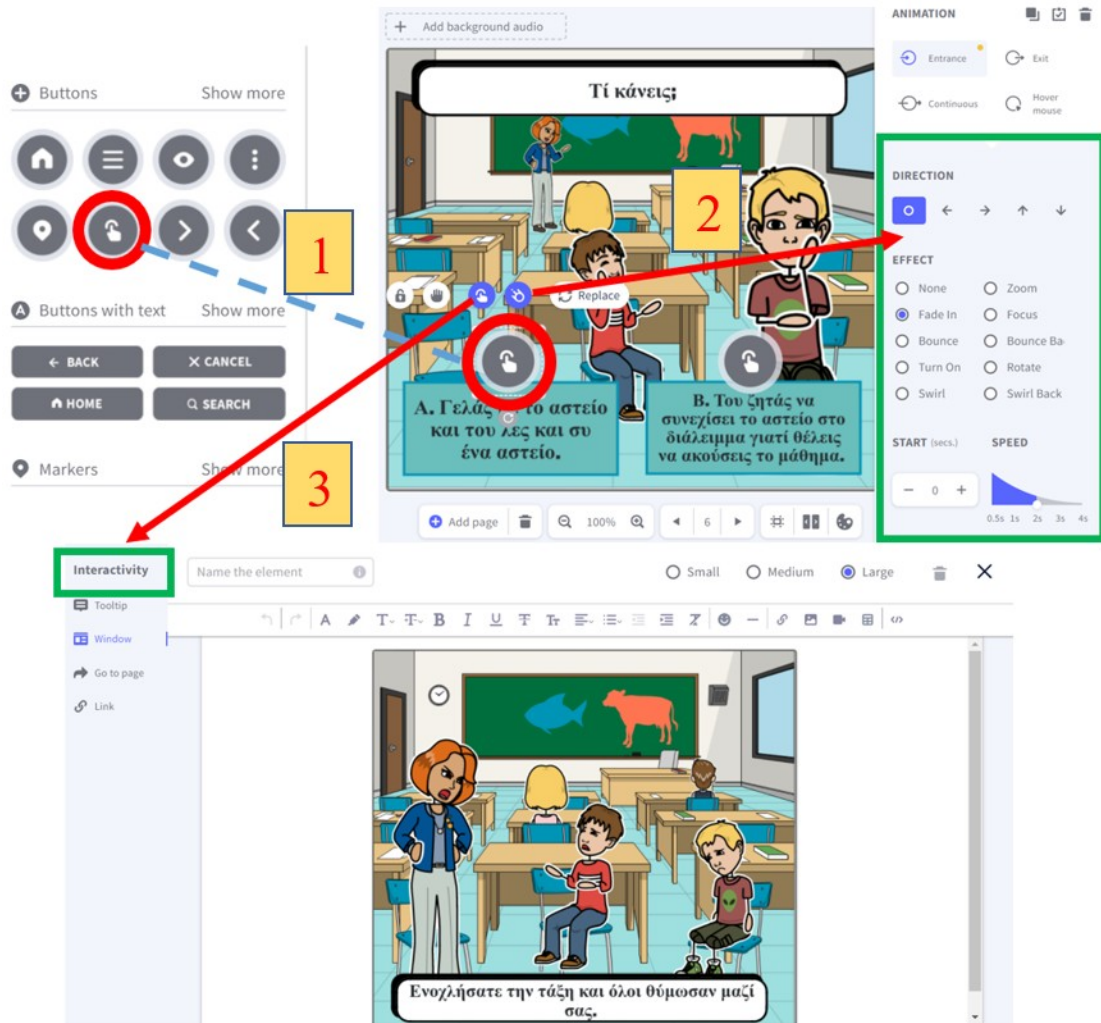 Buttons Show more
Buttons with text Show more
← BACK
× CANCEL
HOME
SEARCH
Markers Show more
1
+ Add background audio
Τί κάνεις;
2
Replace
Α. Γελάς το αστείο
και του λες και συ
ένα αστείο.
Β. Του ζητάς να
συνεχίσει το αστείο στο
διάλειμμα γιατί θέλεις
να ακούσεις το μάθημα.
Add page
100%
6
ANIMATION
Entrance
Exit
Continuous
Hover
mouse
DIRECTION
EFFECT
None
Zoom
Fade In
Focus
Bounce
Bounce Ba
Turn On
Rotate
Swirl
Swirl Back
START (secs.) SPEED
− 0 +
0.5s 1s 2s 3s 4s
3
Interactivity
Name the element
Small
Medium
Large
Tooltip
Window
Go to page
Link
Ενοχλήσατε την τάξη και όλοι θύμωσαν μαζί
σας.